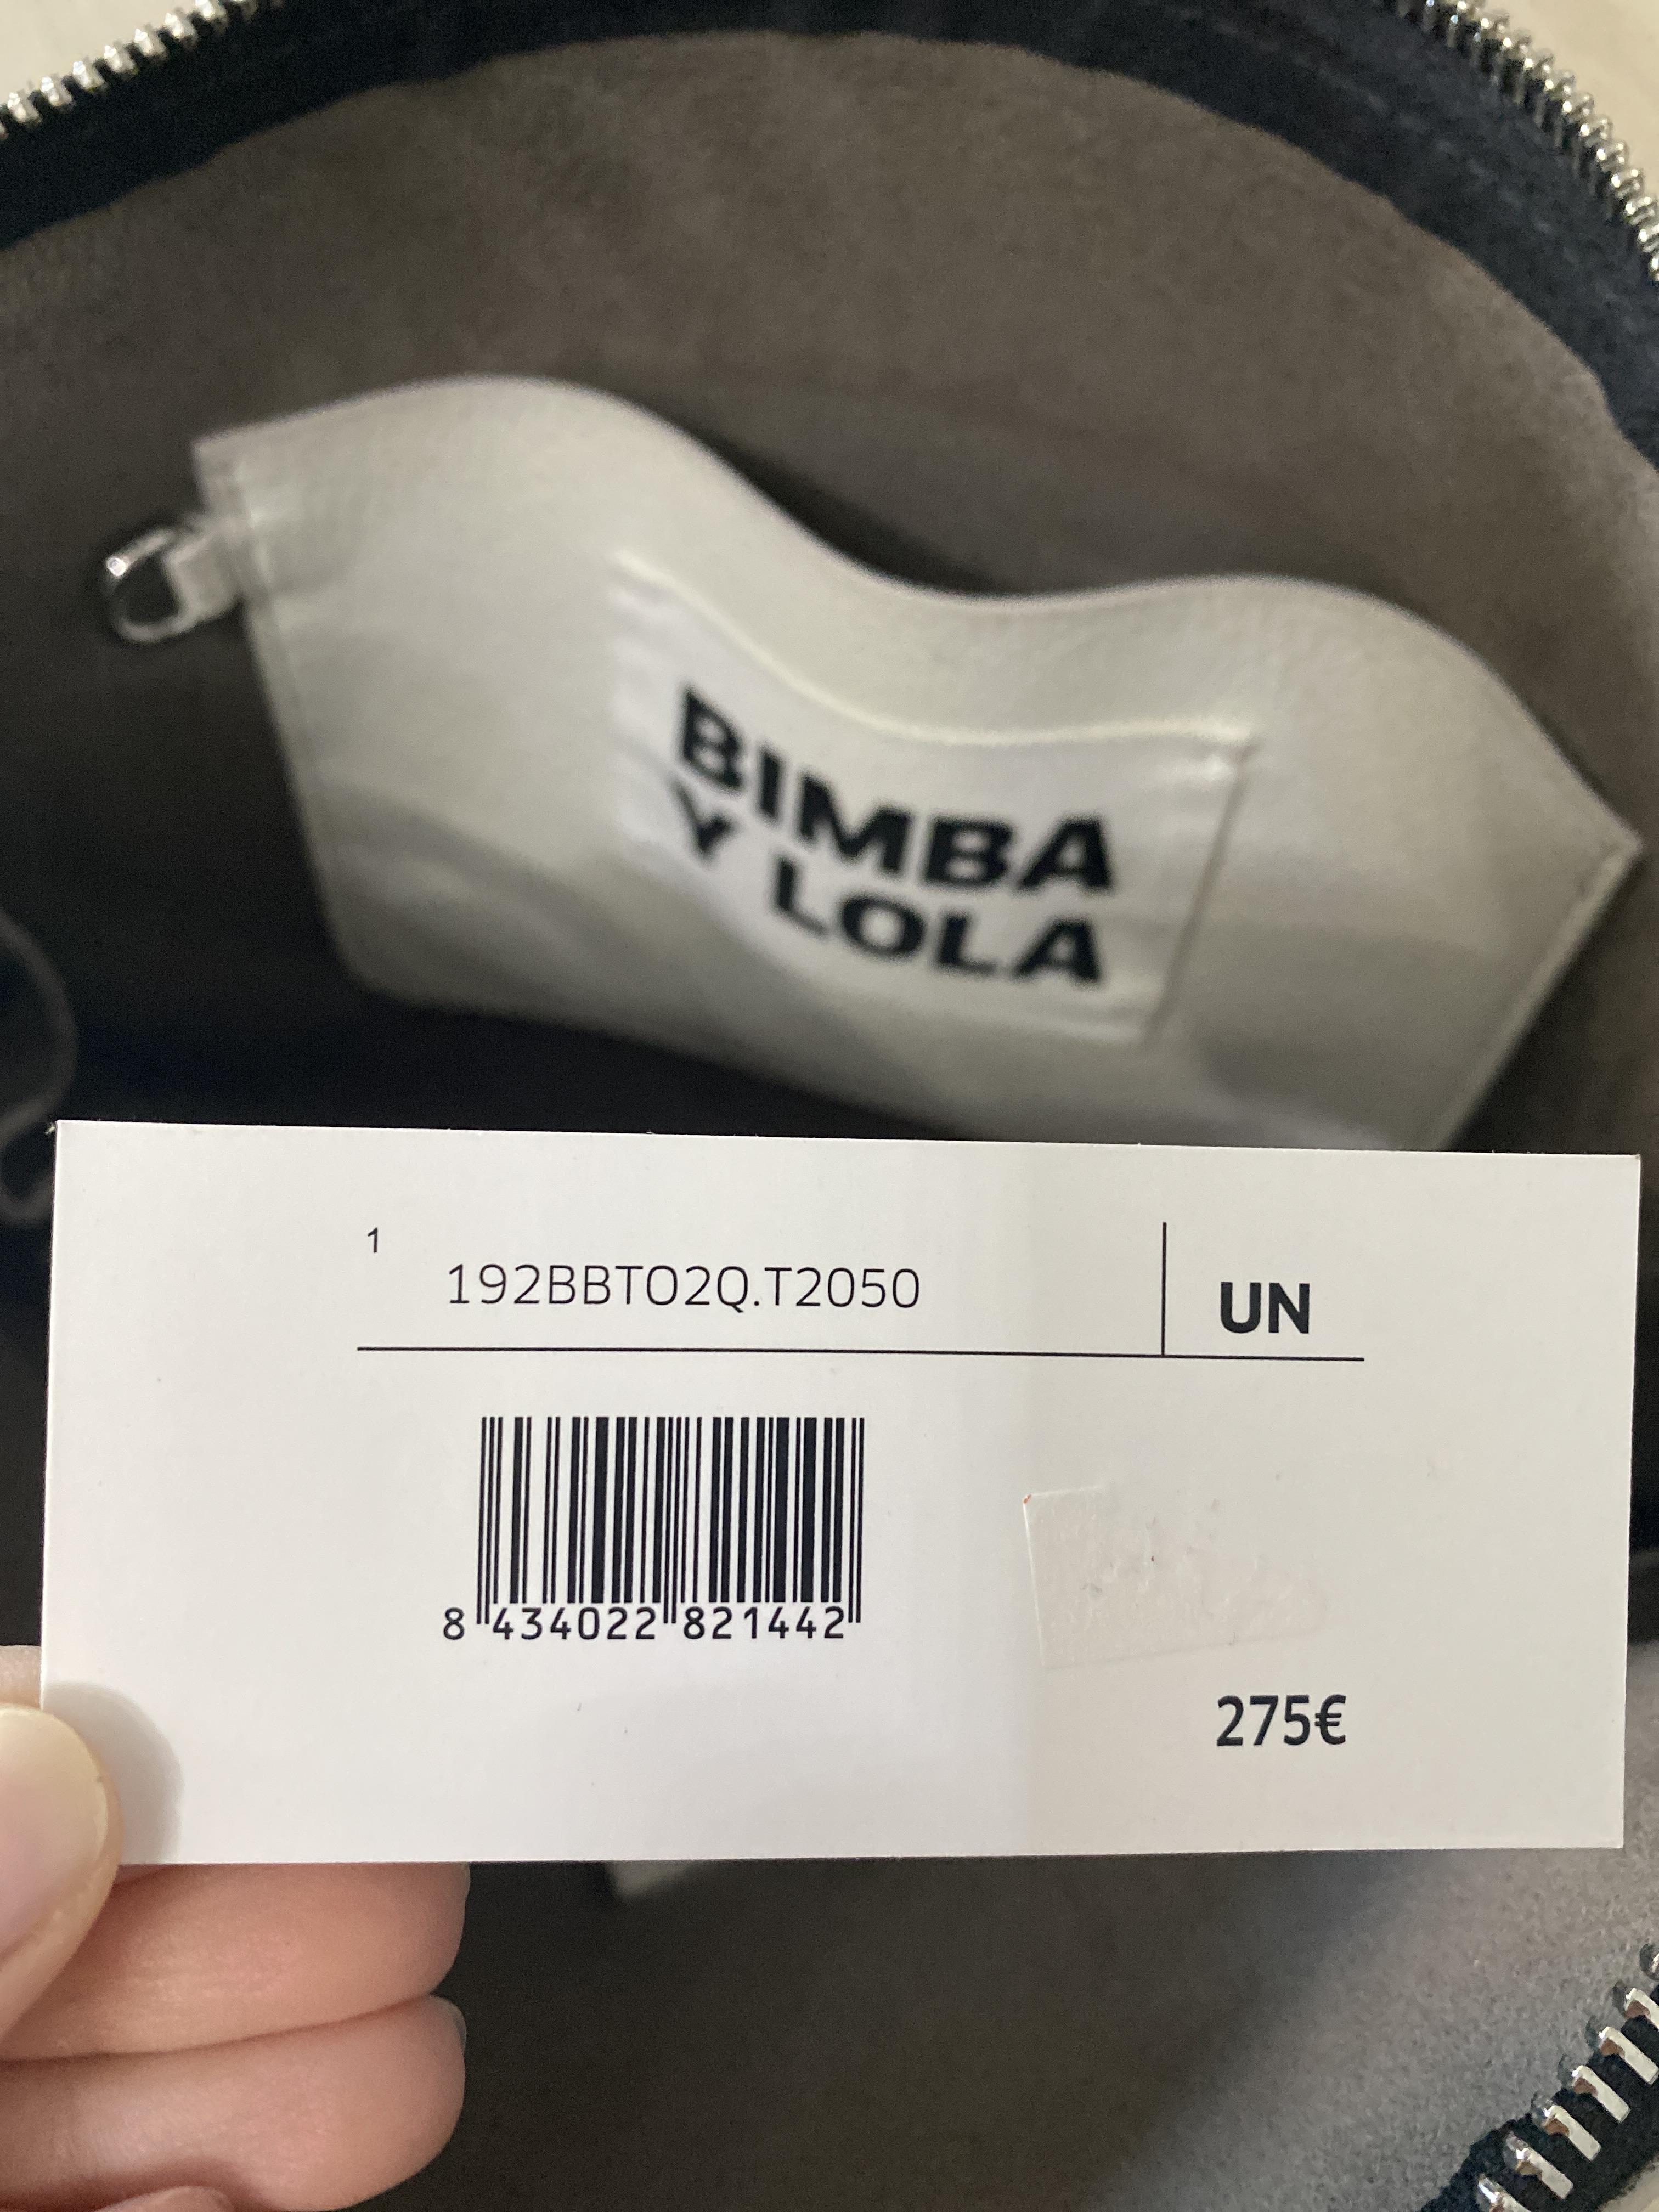 BIMBA
Y LOLA
1
192BBTO2Q.T2050
UN
8 434022 821442
275€